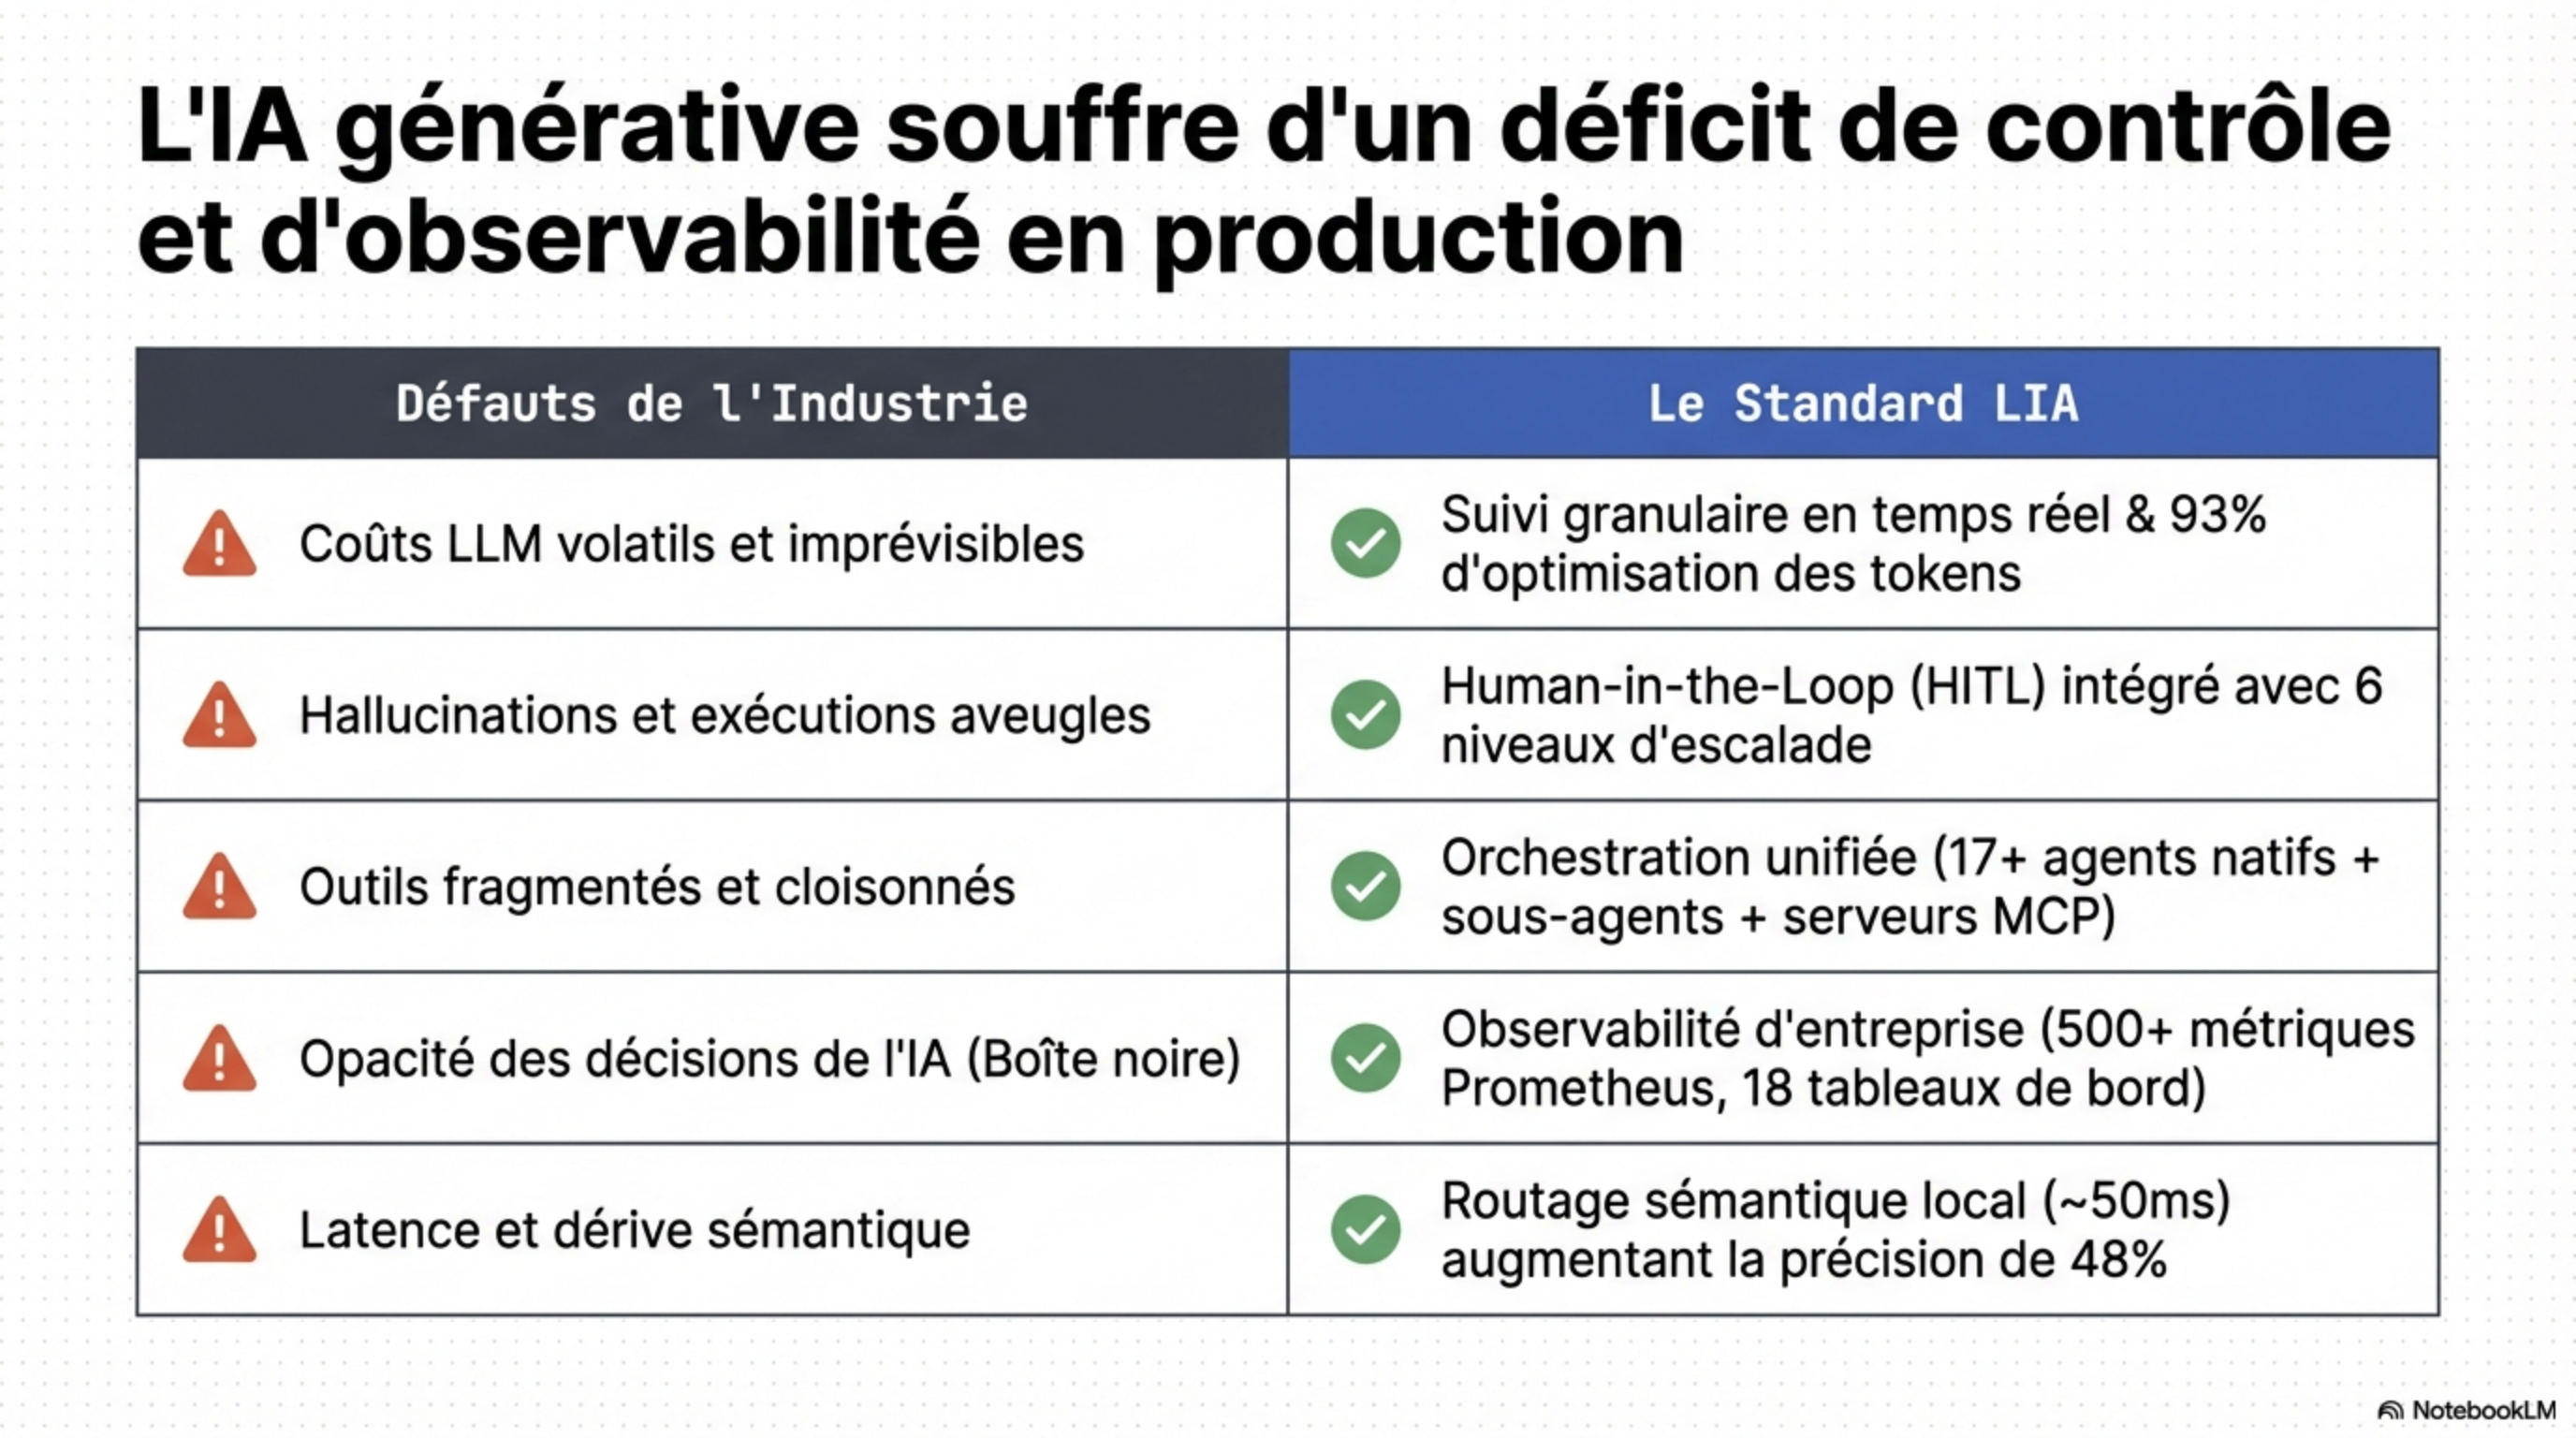 L'IA générative souffre d'un déficit de contrôle
et d'observabilité en production
Défauts de l'Industrie
Le Standard LIA
Coûts LLM volatils et imprévisibles
Suivi granulaire en temps réel & 93%
d'optimisation des tokens
Hallucinations et exécutions aveugles
Human-in-the-Loop (HITL) intégré avec 6
niveaux d'escalade
Outils fragmentés et cloisonnés
Orchestration unifiée (17+ agents natifs +
sous-agents + serveurs MCP)
Opacité des décisions de l'IA (Boîte noire)
Observabilité d'entreprise (500+ métriques
Prometheus, 18 tableaux de bord)
Latence et dérive sémantique
Routage sémantique local (~50ms)
augmentant la précision de 48%
NotebookLM